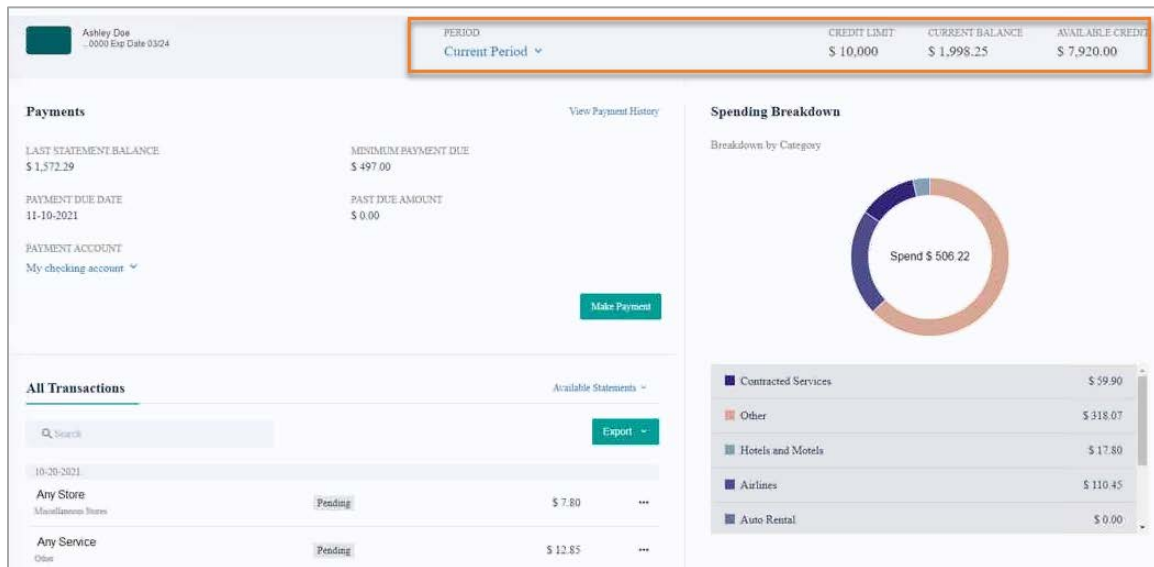 Ashley Doe
..0000 Exp Date 03/24
PERIOD
Current Period
CREDIT LIMIT
$ 10,000
CURRENT BALANCE
$ 1,998.25
AVAILABLE CREDIT
$ 7,920.00
Payments
View Payment History
LAST STATEMENT BALANCE
$ 1,572.29
MINIMUM PAYMENT DUE
$ 497.00
PAYMENT DUE DATE
11-10-2021
PAST DUE AMOUNT
$ 0.00
PAYMENT ACCOUNT
My checking account
Make Payment
All Transactions
Available Statements
Search
Export
10-20-2021
Any Store
Miscellaneous Stores
Pending
$ 7.80
...
Any Service
Other
Pending
$ 12.85
...
Spending Breakdown
Breakdown by Category
Spend $ 506.22
Contracted Services $ 59.90
Other $ 318.07
Hotels and Motels $ 17.80
Airlines $ 110.45
Auto Rental $ 0.00